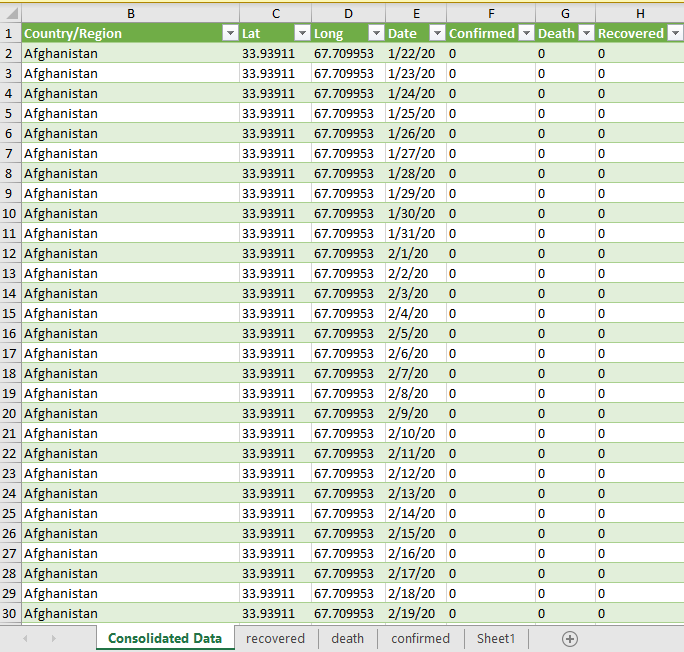 B C D E F G H
1 Country/Region Lat Long Date Confirmed Death Recovered
2 Afghanistan 33.93911 67.709953 1/22/20 0 0 0
3 Afghanistan 33.93911 67.709953 1/23/20 0 0 0
4 Afghanistan 33.93911 67.709953 1/24/20 0 0 0
5 Afghanistan 33.93911 67.709953 1/25/20 0 0 0
6 Afghanistan 33.93911 67.709953 1/26/20 0 0 0
7 Afghanistan 33.93911 67.709953 1/27/20 0 0 0
8 Afghanistan 33.93911 67.709953 1/28/20 0 0 0
9 Afghanistan 33.93911 67.709953 1/29/20 0 0 0
10 Afghanistan 33.93911 67.709953 1/30/20 0 0 0
11 Afghanistan 33.93911 67.709953 1/31/20 0 0 0
12 Afghanistan 33.93911 67.709953 2/1/20 0 0 0
13 Afghanistan 33.93911 67.709953 2/2/20 0 0 0
14 Afghanistan 33.93911 67.709953 2/3/20 0 0 0
15 Afghanistan 33.93911 67.709953 2/4/20 0 0 0
16 Afghanistan 33.93911 67.709953 2/5/20 0 0 0
17 Afghanistan 33.93911 67.709953 2/6/20 0 0 0
18 Afghanistan 33.93911 67.709953 2/7/20 0 0 0
19 Afghanistan 33.93911 67.709953 2/8/20 0 0 0
20 Afghanistan 33.93911 67.709953 2/9/20 0 0 0
21 Afghanistan 33.93911 67.709953 2/10/20 0 0 0
22 Afghanistan 33.93911 67.709953 2/11/20 0 0 0
23 Afghanistan 33.93911 67.709953 2/12/20 0 0 0
24 Afghanistan 33.93911 67.709953 2/13/20 0 0 0
25 Afghanistan 33.93911 67.709953 2/14/20 0 0 0
26 Afghanistan 33.93911 67.709953 2/15/20 0 0 0
27 Afghanistan 33.93911 67.709953 2/16/20 0 0 0
28 Afghanistan 33.93911 67.709953 2/17/20 0 0 0
29 Afghanistan 33.93911 67.709953 2/18/20 0 0 0
30 Afghanistan 33.93911 67.709953 2/19/20 0 0 0
Consolidated Data recovered death confirmed Sheet1